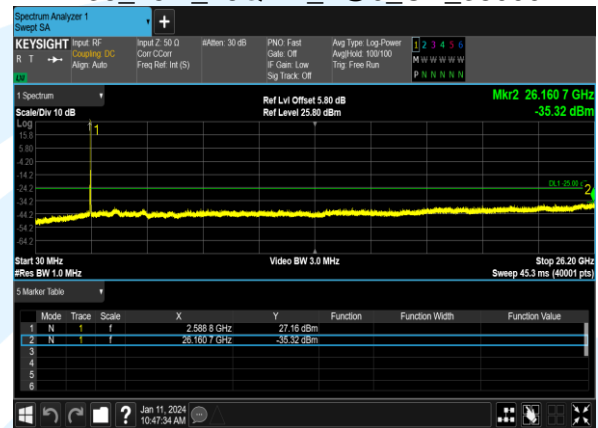 Spectrum Analyzer 1
Swept SA
+
KEYSIGHT Input: RF Input Z: 50 Ω #Atten: 30 dB PNO: Fast Avg Type: Log-Power 1 2 3 4 5 6
R T Coupling: DC Corr CCorr Gate: Off Avg|Hold: 100/100 M W W W W W
Align: Auto Freq Ref: Int (S) IF Gain: Low Trig: Free Run
Sig Track: Off P N N N N N
1 Spectrum Ref Lvl Offset 5.80 dB Mkr2 26.160 7 GHz
Scale/Div 10 dB Ref Level 25.80 dBm -35.32 dBm
Log
1
15.8
5.80
-4.20
-14.2
-24.2 DL1 -25.00 2
-34.2
-44.2
-54.2
-64.2
Start 30 MHz Video BW 3.0 MHz Stop 26.20 GHz
#Res BW 1.0 MHz Sweep 45.3 ms (40001 pts)
5 Marker Table
Mode Trace Scale X Y Function Function Width Function Value
1 N 1 f 2.588 8 GHz 27.16 dBm
2 N 1 f 26.160 7 GHz -35.32 dBm
3
4
5
6
? Jan 11, 2024
10:47:34 AM